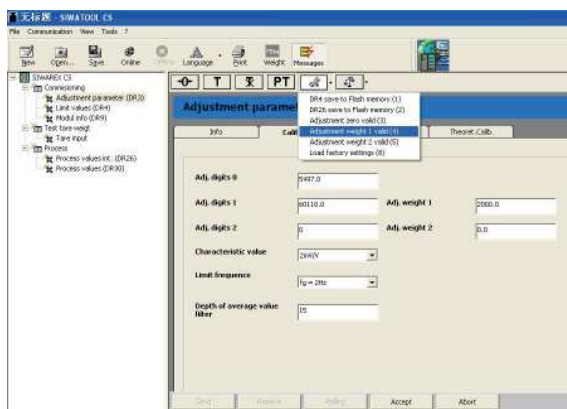 无标题 - SIWATOOL CS
File Communication View Tools ?
New Open... Save Online Offline Language Print Weight Messages
SIWAREX CS
Commisioning
Adjustment parameter (DR3)
Limit values (DR4)
Modul info (DR9)
Test tare weigt
Tare input
Process
Process values int. (DR26)
Process values (DR30)
T PT
Adjustment parame
DR4 save to Flash memory (1)
DR26 save to Flash memory (2)
Adjustment zero valid (3)
Adjustment weight 1 valid (4)
Adjustment weight 2 valid (5)
Load factory settings (8)
Info Theoret.Calib.
Adj. digits 0 5497.0
Adj. digits 1 60110.0 Adj. weight 1 2000.0
Adj. digits 2 0 Adj. weight 2 0.0
Characteristic value 2mV/V
Limit frequence fg = 2Hz
Depth of average value
filter 15
Send Receive Accept Abort